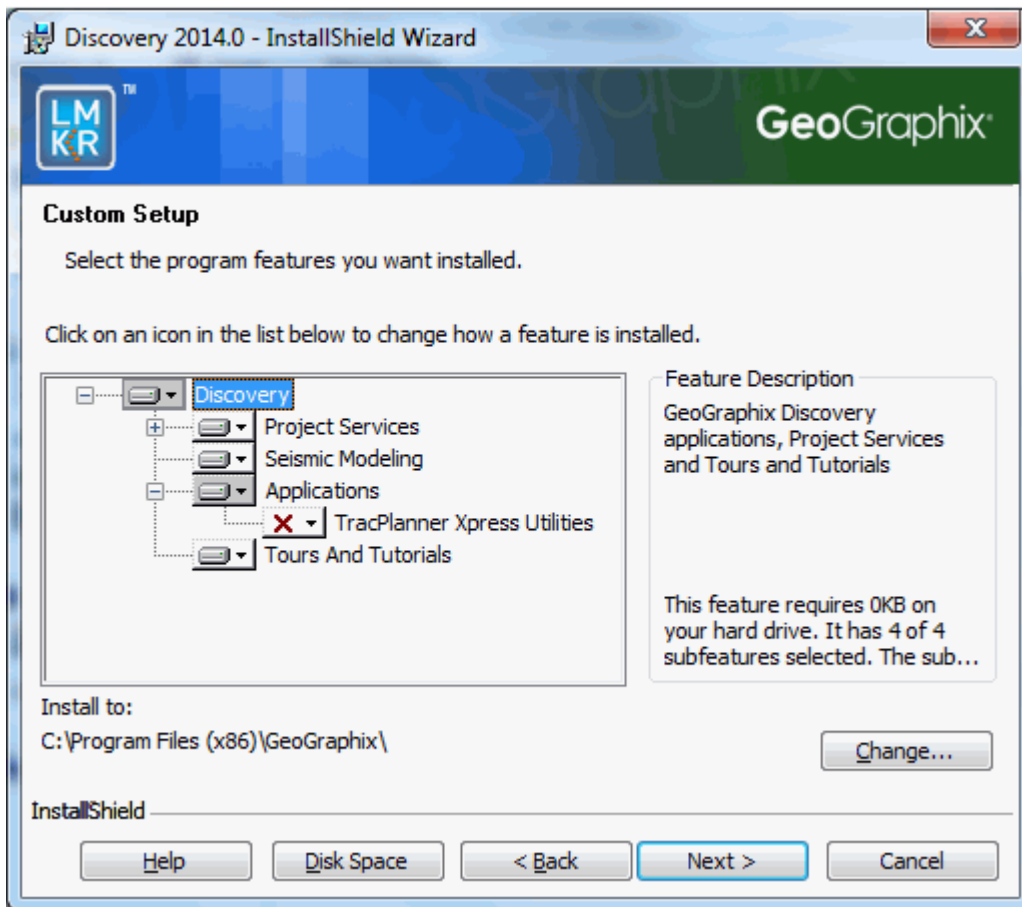 Discovery 2014.0 - InstallShield Wizard
LM
KR
TM
GeoGraphix
Custom Setup
Select the program features you want installed.
Click on an icon in the list below to change how a feature is installed.
Discovery
Project Services
Seismic Modeling
Applications
TracPlanner Xpress Utilities
Tours And Tutorials
Feature Description
GeoGraphix Discovery
applications, Project Services
and Tours and Tutorials
This feature requires 0KB on
your hard drive. It has 4 of 4
subfeatures selected. The sub...
Install to:
C:\Program Files (x86)\GeoGraphix\
Change...
InstallShield
Help
Disk Space
< Back
Next >
Cancel